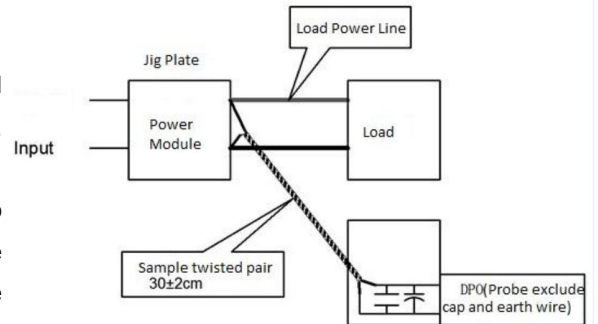 Load Power Line
Jig Plate
Power
Module
Load
Input
Sample twisted pair
30±2cm
DPO(Probe exclude
cap and earth wire)